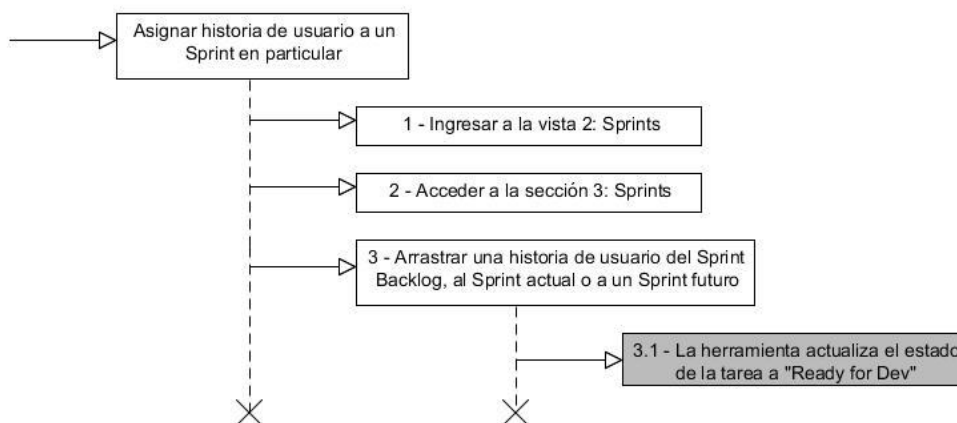 Asignar historia de usuario a un
Sprint en particular
1 - Ingresar a la vista 2: Sprints
2 - Acceder a la sección 3: Sprints
3 - Arrastrar una historia de usuario del Sprint
Backlog, al Sprint actual o a un Sprint futuro
3.1 - La herramienta actualiza el estado
de la tarea a "Ready for Dev"